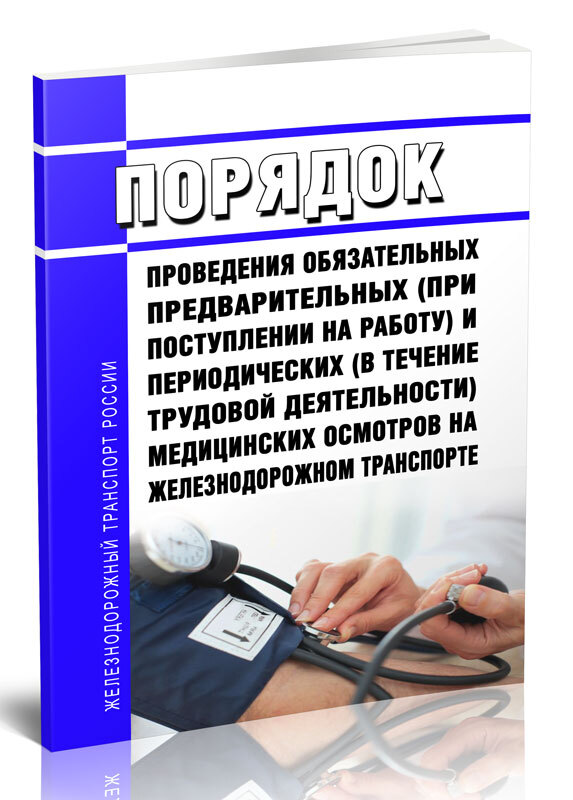 ПОРЯДОК
ПРОВЕДЕНИЯ ОБЯЗАТЕЛЬНЫХ
ПРЕДВАРИТЕЛЬНЫХ (ПРИ
ПОСТУПЛЕНИИ НА РАБОТУ) И
ПЕРИОДИЧЕСКИХ (В ТЕЧЕНИЕ
ТРУДОВОЙ ДЕЯТЕЛЬНОСТИ)
МЕДИЦИНСКИХ ОСМОТРОВ НА
ЖЕЛЕЗНОДОРОЖНОМ ТРАНСПОРТЕ
ЖЕЛЕЗНОДОРОЖНЫЙ ТРАНСПОРТ РОССИИ